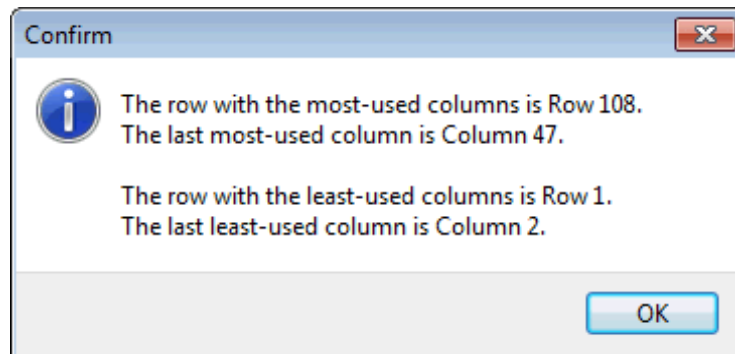 Confirm
The row with the most-used columns is Row 108.
The last most-used column is Column 47.
The row with the least-used columns is Row 1.
The last least-used column is Column 2.
OK